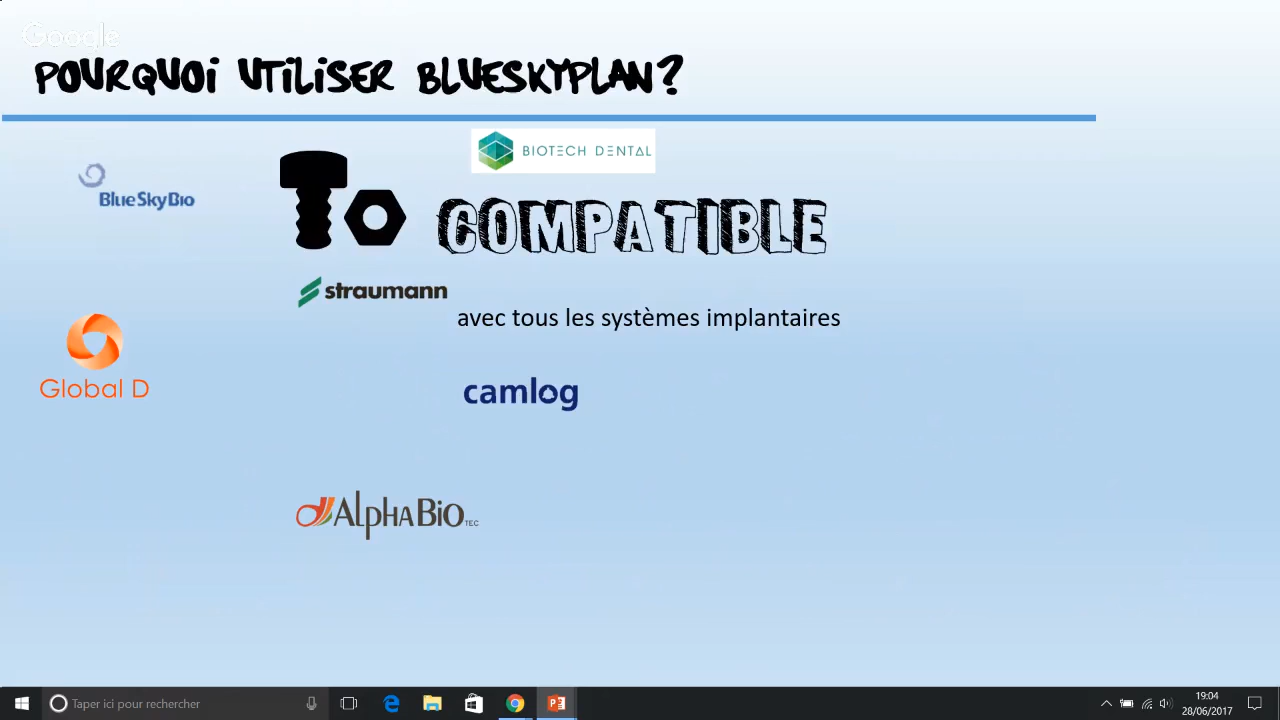 Google
POURQUOI UTILISER BLUESKYPLAN?
BIOTECH DENTAL
BlueSkyBio
To COMPATIBLE
straumann
avec tous les systèmes implantaires
Global D
camlog
AlphaBio TEC
Taper ici pour rechercher
19:04
28/06/2017